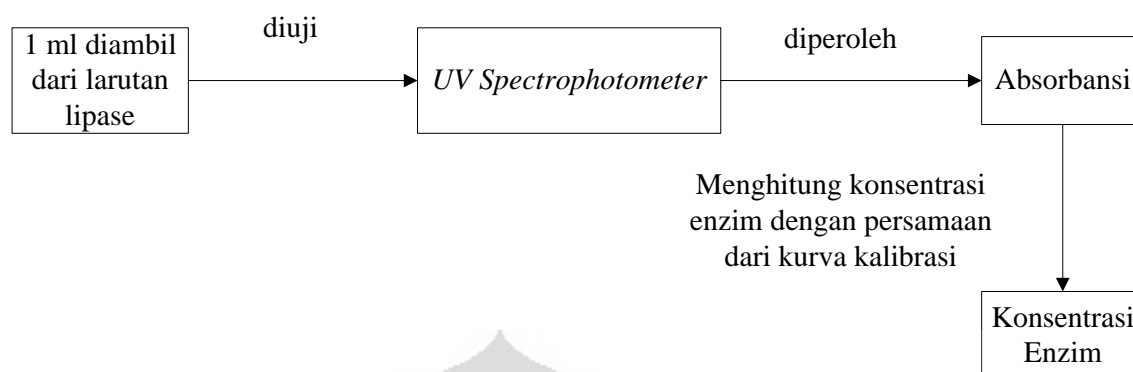 1 ml diambil
dari larutan
lipase
diuji
UV Spectrophotometer
diperoleh
Absorbansi
Menghitung konsentrasi
enzim dengan persamaan
dari kurva kalibrasi
Konsentrasi
Enzim